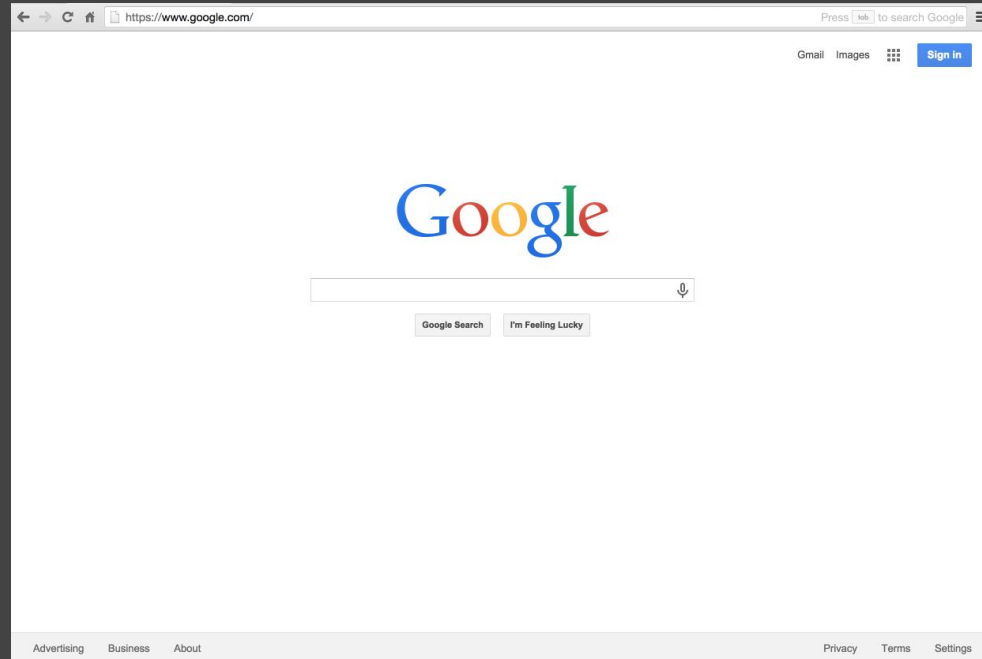 https://www.google.com/ Press tab to search Google
Gmail Images Sign in
Google
Google Search I'm Feeling Lucky
Advertising Business About Privacy Terms Settings